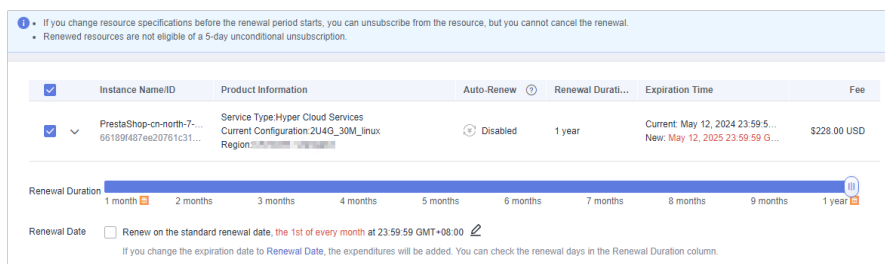 If you change resource specifications before the renewal period starts, you can unsubscribe from the resource, but you cannot cancel the renewal.
Renewed resources are not eligible of a 5-day unconditional unsubscription.
Instance Name/ID Product Information Auto-Renew ? Renewal Durati... Expiration Time Fee
PrestaShop-cn-north-7-...
66189f487ee20761c31...
Service Type:Hyper Cloud Services
Current Configuration:2U4G_30M_linux
Region:
Disabled
1 year
Current: May 12, 2024 23:59:5...
New: May 12, 2025 23:59:59 G...
$228.00 USD
Renewal Duration
1 month 2 months 3 months 4 months 5 months 6 months 7 months 8 months 9 months 1 year
Renewal Date Renew on the standard renewal date, the 1st of every month at 23:59:59 GMT+08:00
If you change the expiration date to Renewal Date, the expenditures will be added. You can check the renewal days in the Renewal Duration column.